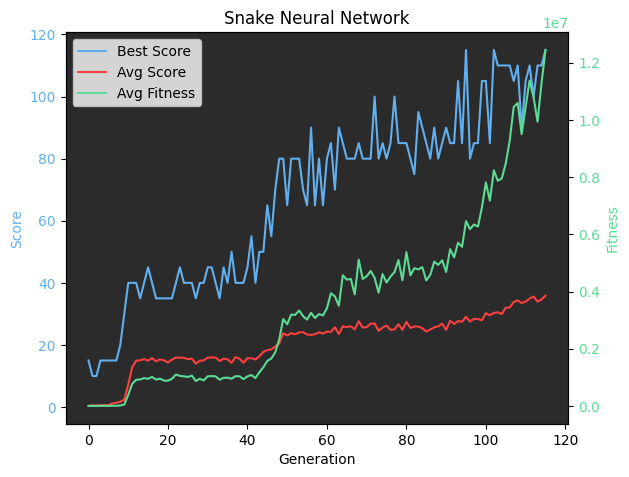 Snake Neural Network
1e7
Best Score
Avg Score
Avg Fitness
120
100
80
60
40
20
0
Score
1.2
1.0
0.8
0.6
0.4
0.2
0.0
Fitness
0 20 40 60 80 100 120
Generation